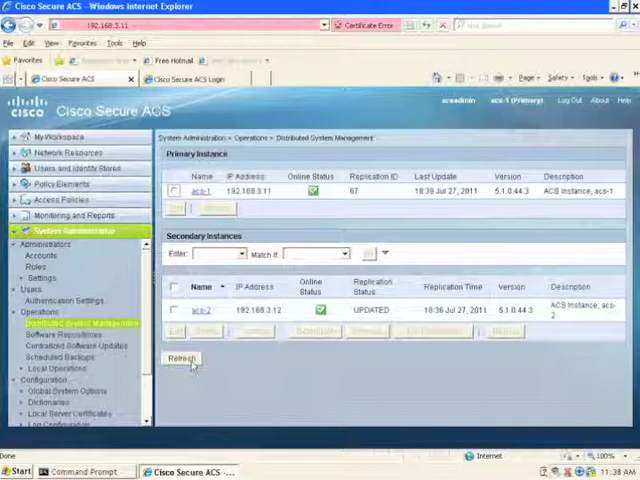 Cisco Secure ACS - Windows Internet Explorer
192.168.3.11
Certificate Error
File Edit View Favorites Tools Help
Favorites Free Hotmail
Cisco Secure ACS Cisco Secure ACS Login Page Safety Tools
CISCO Cisco Secure ACS acsadmin acs-1 (Primary) Log Out About Help
My Workspace
Network Resources
Users and Identity Stores
Policy Elements
Access Policies
Monitoring and Reports
System Administration
Administrators
Accounts
Roles
Settings
Users
Authentication Settings
Operations
Distributed System Management
Software Repositories
Centralized Software Updates
Scheduled Backups
Local Operations
Configuration
Global System Options
Dictionaries
Local Server Certificates
Log Configuration
System Administration > Operations > Distributed System Management
Primary Instance
Name IP Address Online Status Replication ID Last Update Version Description
acs-1 192.168.3.11 67 18:38 Jul 27, 2011 5.1.0.44.3 ACS Instance, acs-1
Edit
Secondary Instances
Filter: Match if:
Name IP Address Online Status Replication Status Replication Time Version Description
acs-2 192.168.3.12 UPDATED 18:36 Jul 27, 2011 5.1.0.44.3 ACS Instance, acs-2
Edit
Refresh
Done Internet 100%
Start Command Prompt Cisco Secure ACS - ... 11:38 AM